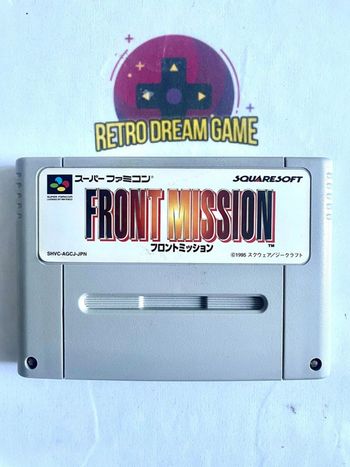 RETRO DREAM GAME
スーパーファミコン
SQUARESOFT
FRONT MISSION
TM
フロントミッション
SHVC-AGCJ-JPN
©1995 スクウェア/ジークラフト